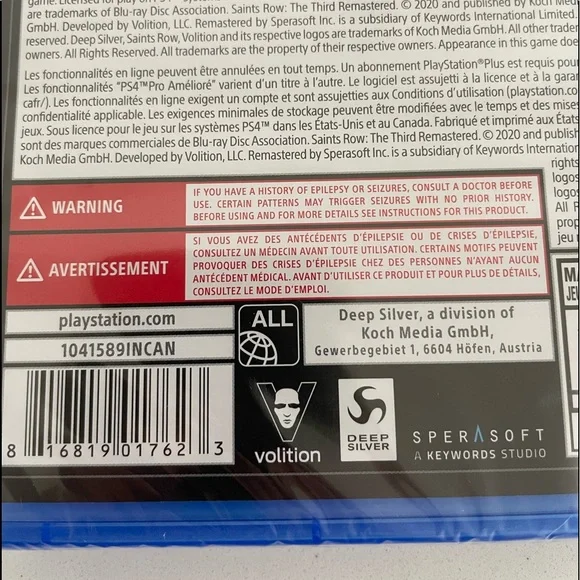 game. Licensed for play on
are trademarks of Blu-ray Disc Association. Saints Row: The Third Remastered. © 2020 and published by Koch Media
GmbH. Developed by Volition, LLC. Remastered by Sperasoft Inc. is a subsidiary of Keywords International Limited.
reserved. Deep Silver, Saints Row, Volition and its respective logos are trademarks of Koch Media GmbH. All other
owners. All Rights Reserved. All trademarks are the property of their respective owners. Appearance in this game
Les fonctionnalités en ligne peuvent être annulées en tout temps. Un abonnement PlayStation®Plus est requis pour
Les fonctionnalités "PS4™Pro Amélioré" varient d'un titre à l'autre. Le logiciel est assujetti à la licence et à la
cafr/). Les fonctionnalités en ligne exigent un compte et sont assujetties aux Conditions d'utilisation (playstation.co
confidentialité applicable. Les exigences minimales de stockage peuvent être modifiées avec le temps et des mises
jeux. Sous licence pour le jeu sur les systèmes PS4™ dans les États-Unis et au Canada. Fabriqué et imprimé aux États
sont des marques commerciales de Blu-ray Disc Association. Saints Row: The Third Remastered. © 2020 and
Koch Media GmbH. Developed by Volition, LLC. Remastered by Sperasoft Inc. is a subsidiary of Keywords
rights
logos
logos
All
prop
jeu
WARNING
IF YOU HAVE A HISTORY OF EPILEPSY OR SEIZURES, CONSULT A DOCTOR BEFORE
USE. CERTAIN PATTERNS MAY TRIGGER SEIZURES WITH NO PRIOR HISTORY.
BEFORE USING AND FOR MORE DETAILS SEE INSTRUCTIONS FOR THIS PRODUCT.
AVERTISSEMENT
SI VOUS AVEZ DES ANTÉCÉDENTS D'ÉPILEPSIE OU DE CRISES D'ÉPILEPSIE,
CONSULTEZ UN MÉDECIN AVANT TOUTE UTILISATION. CERTAINS MOTIFS PEUVENT
PROVOQUER DES CRISES D'ÉPILEPSIE CHEZ DES PERSONNES N'AYANT AUCUN
ANTÉCÉDENT MÉDICAL. AVANT D'UTILISER CE PRODUIT ET POUR PLUS DE DÉTAILS,
CONSULTEZ LE MODE D'EMPLOI.
playstation.com
1041589INCAN
ALL
Deep Silver, a division of
Koch Media GmbH,
Gewerbegebiet 1, 6604 Höfen, Austria
8 16819 01762 3
volition
DEEP
SILVER
SPERASOFT
A KEYWORDS STUDIO